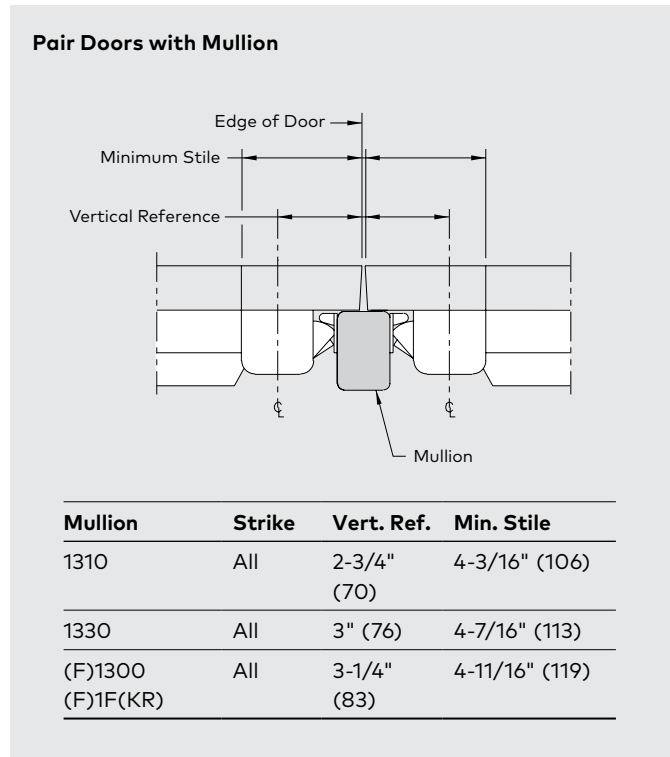 Pair Doors with Mullion
Edge of Door
Minimum Stile
Vertical Reference
℄ ℄
Mullion
Mullion Strike Vert. Ref. Min. Stile
1310 All 2-3/4" 4-3/16" (106)
(70)
1330 All 3" (76) 4-7/16" (113)
(F)1300 All 3-1/4" 4-11/16" (119)
(F)1F(KR) (83)